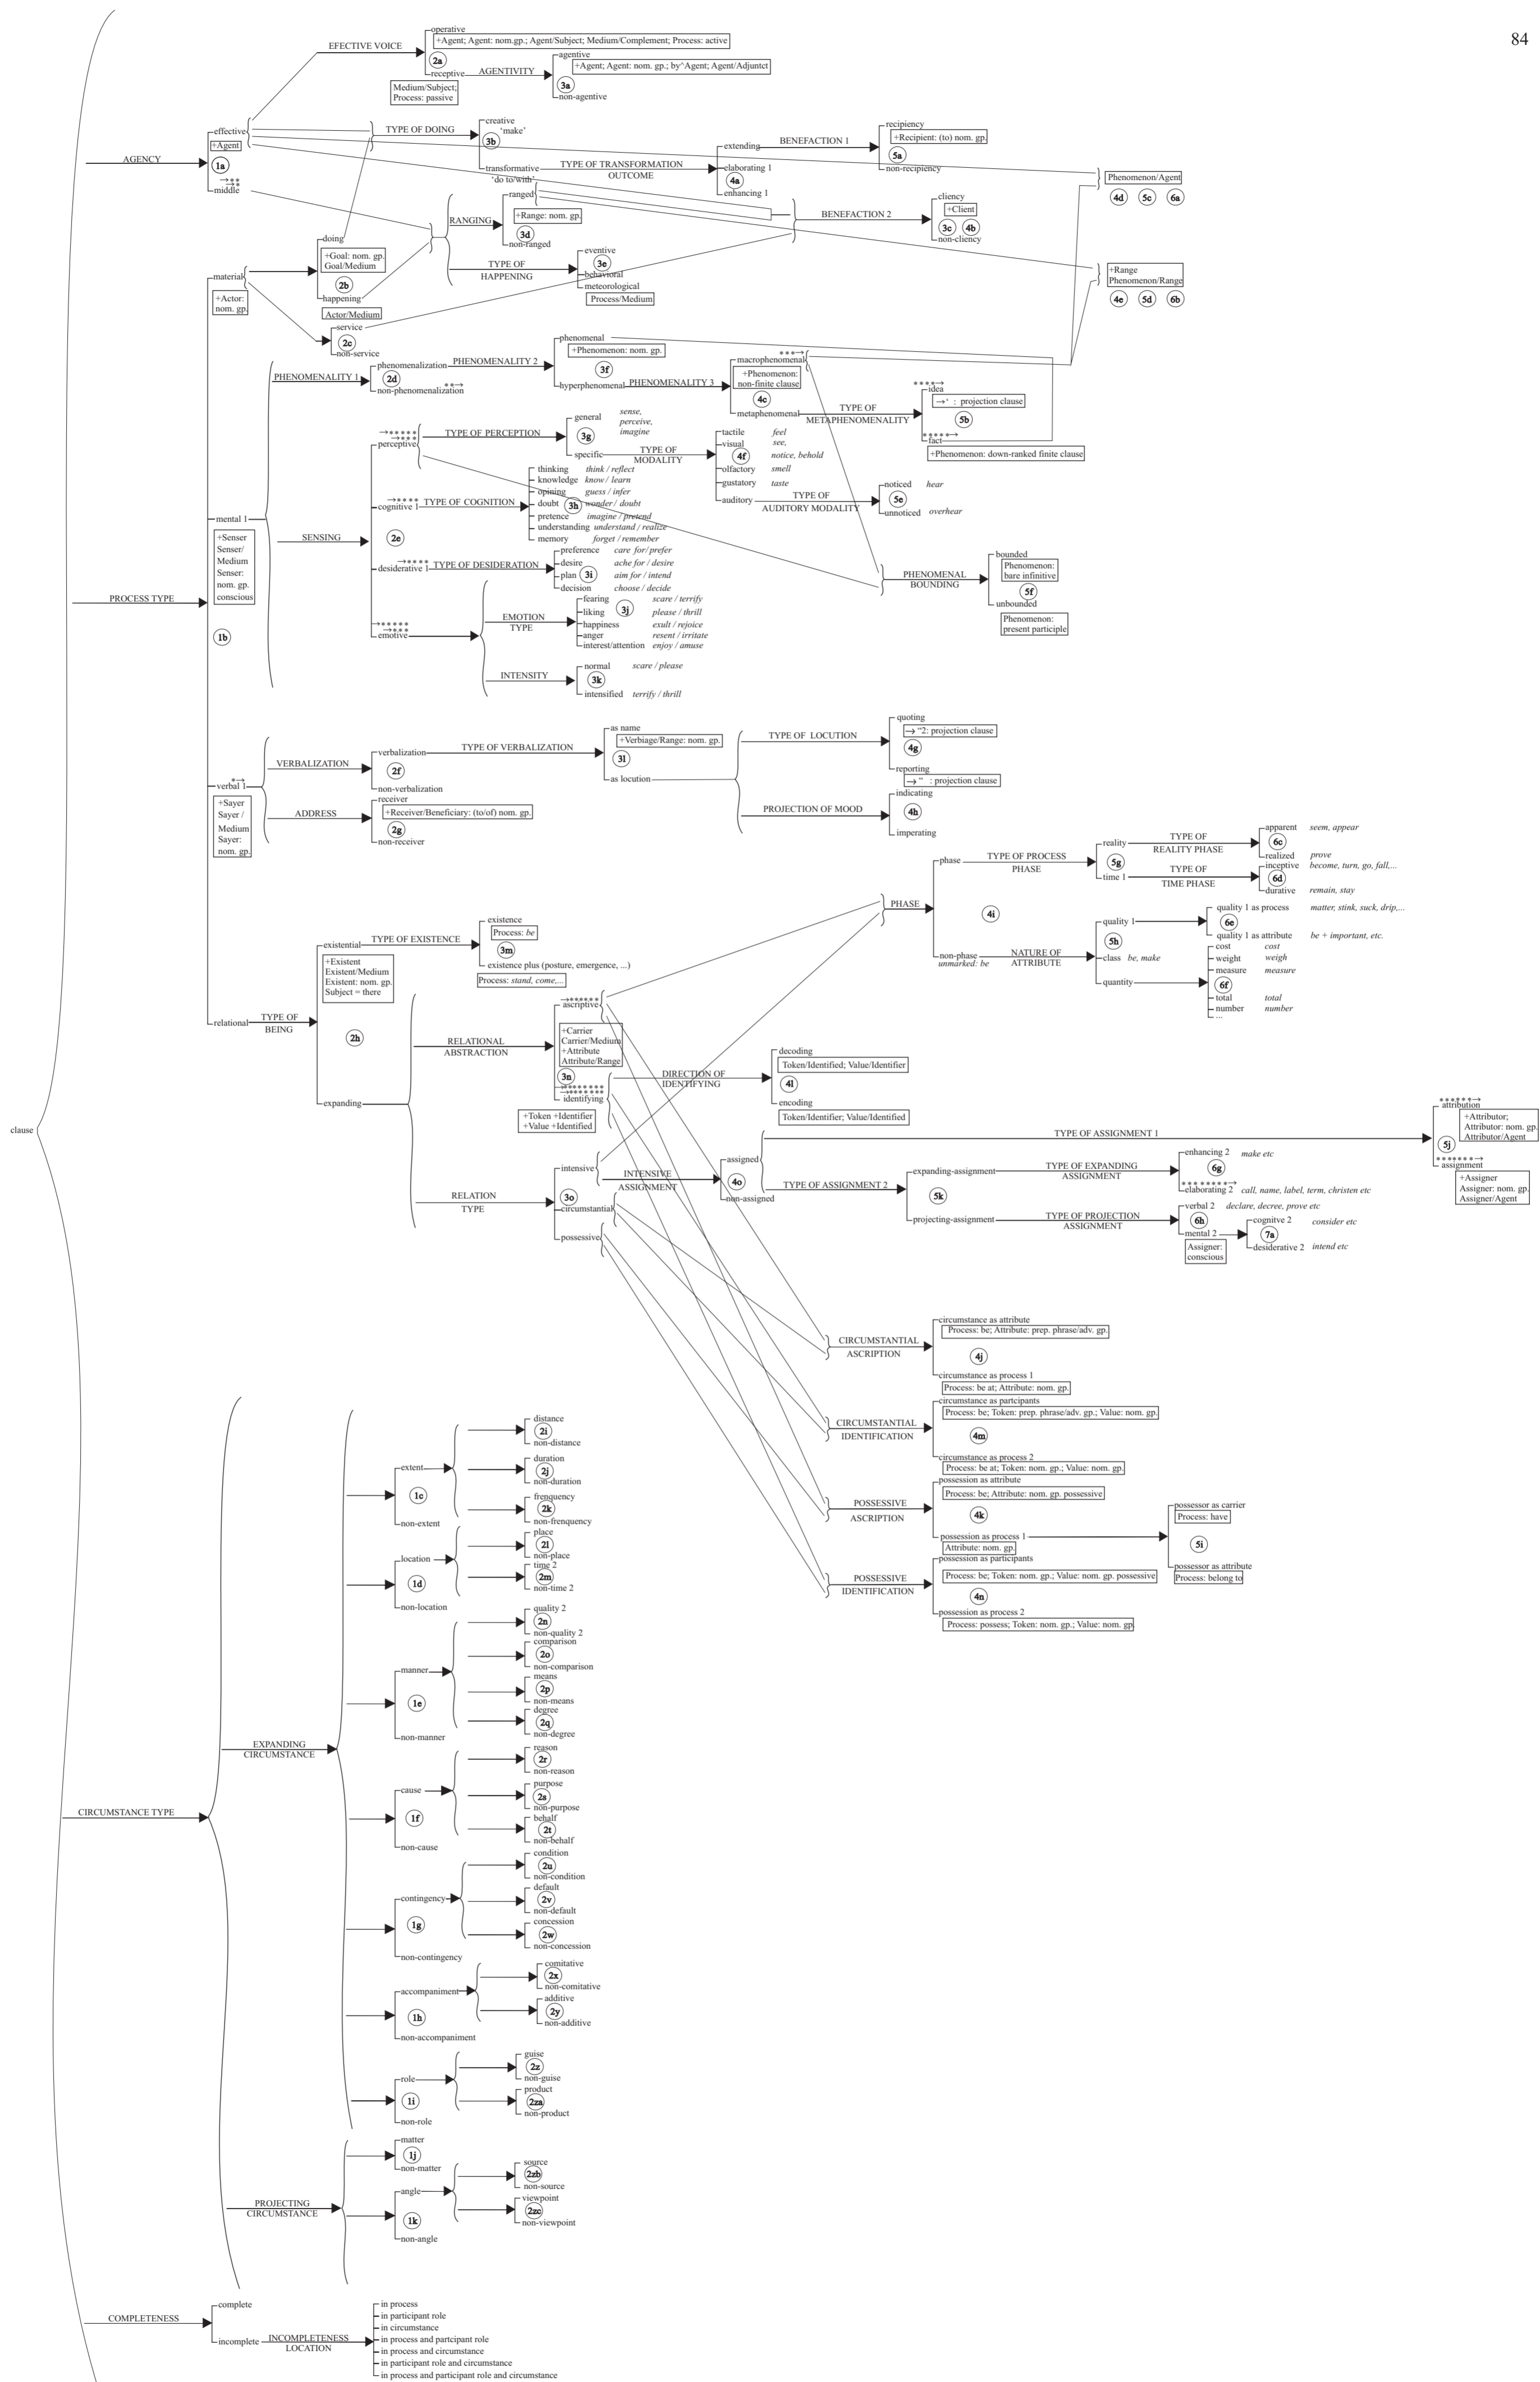 84
operative
+Agent; Agent: nom.gp.; Agent/Subject; Medium/Complement; Process: active
EFECTIVE VOICE
2a
receptive
AGENTIVITY
agentive
+Agent; Agent: nom. gp.; by^Agent; Agent/Adjuntct
3a
non-agentive
Medium/Subject;
Process: passive
AGENCY
effective
+Agent
1a
→**
→*
middle
TYPE OF DOING
creative
'make'
3b
transformative
'do to/with'
TYPE OF TRANSFORMATION
OUTCOME
extending
BENEFACTION 1
elaborating 1
4a
enhancing 1
recipiency
+Recipient: (to) nom. gp.
5a
non-recipiency
Phenomenon/Agent
4d 5c 6a
RANGING
ranged
+Range: nom. gp.
3d
non-ranged
BENEFACTION 2
cliency
+Client
3c 4b
non-cliency
TYPE OF
HAPPENING
eventive
3e
behavioral
meteorological
Process/Medium
+Range
Phenomenon/Range
4e 5d 6b
PROCESS TYPE
1b
material
+Actor:
nom. gp.
doing
+Goal: nom. gp.
Goal/Medium
2b
happening
Actor/Medium
service
2c
non-service
mental 1
+Senser
Senser/
Medium
Senser:
nom. gp.
conscious
PHENOMENALITY 1
phenomenalization
2d
**→
non-phenomenalization
PHENOMENALITY 2
phenomenal
+Phenomenon: nom. gp.
3f
hyperphenomenal
PHENOMENALITY 3
***→
macrophenomenal
+Phenomenon:
non-finite clause
4c
metaphenomenal
TYPE OF
METAPHENOMENALITY
****→
idea
→‘ : projection clause
5b
*****→
fact
+Phenomenon: down-ranked finite clause
SENSING
2e
→*****
→***
perceptive
TYPE OF PERCEPTION
general
sense,
perceive,
imagine
3g
specific
TYPE OF
MODALITY
tactile feel
visual see,
4f notice, behold
olfactory smell
gustatory taste
auditory
TYPE OF
AUDITORY MODALITY
noticed hear
5e
unnoticed overhear
→****
cognitive 1
TYPE OF COGNITION
thinking think / reflect
knowledge know / learn
opining guess / infer
doubt 3h wonder / doubt
pretence imagine / pretend
understanding understand / realize
memory forget / remember
→****
desiderative 1
TYPE OF DESIDERATION
preference care for/ prefer
desire ache for / desire
plan 3i aim for / intend
decision choose / decide
PHENOMENAL
BOUNDING
bounded
Phenomenon:
bare infinitive
5f
unbounded
Phenomenon:
present participle
→*****
→***
emotive
EMOTION
TYPE
fearing scare / terrify
liking 3j please / thrill
happiness exult / rejoice
anger resent / irritate
interest/attention enjoy / amuse
INTENSITY
normal scare / please
3k
intensified terrify / thrill
*→
verbal 1
+Sayer
Sayer /
Medium
Sayer:
nom. gp.
VERBALIZATION
verbalization
2f
non-verbalization
TYPE OF VERBALIZATION
as name
+Verbiage/Range: nom. gp.
3l
as locution
TYPE OF LOCUTION
quoting
→ “2: projection clause
4g
reporting
→ “ : projection clause
PROJECTION OF MOOD
indicating
4h
imperating
ADDRESS
receiver
+Receiver/Beneficiary: (to/of) nom. gp.
2g
non-receiver
relational
TYPE OF
BEING
existential
+Existent
Existent/Medium
Existent: nom. gp.
Subject = there
2h
expanding
TYPE OF EXISTENCE
existence
Process: be
3m
existence plus (posture, emergence, ...)
Process: stand, come,...
PHASE
phase
4i
non-phase
unmarked: be
TYPE OF PROCESS
PHASE
reality
5g
time 1
TYPE OF
REALITY PHASE
apparent seem, appear
6c
realized prove
TYPE OF
TIME PHASE
inceptive become, turn, go, fall,...
6d
durative remain, stay
NATURE OF
ATTRIBUTE
quality 1
5h
class be, make
quantity
quality 1 as process matter, stink, suck, drip,...
6e
quality 1 as attribute be + important, etc.
cost cost
weight weigh
measure measure
6f
total total
number number
...
RELATIONAL
ABSTRACTION
→******
ascriptive
+Carrier
Carrier/Medium
+Attribute
Attribute/Range
3n
→********
→*******
identifying
+Token +Identifier
+Value +Identified
DIRECTION OF
IDENTIFYING
decoding
Token/Identified; Value/Identifier
4l
encoding
Token/Identifier; Value/Identified
clause
RELATION
TYPE
intensive
3o
circumstantial
possessive
INTENSIVE
ASSIGNMENT
assigned
4o
non-assigned
TYPE OF ASSIGNMENT 1
******→
attribution
+Attributor;
Attributor: nom. gp.
Attributor/Agent
5j
*******→
assignment
+Assigner
Assigner: nom. gp.
Assigner/Agent
TYPE OF ASSIGNMENT 2
expanding-assignment
5k
projecting-assignment
TYPE OF EXPANDING
ASSIGNMENT
enhancing 2 make etc
6g
********→
elaborating 2 call, name, label, term, christen etc
TYPE OF PROJECTION
ASSIGNMENT
verbal 2 declare, decree, prove etc
6h
mental 2
Assigner:
conscious
cognitve 2 consider etc
7a
desiderative 2 intend etc
CIRCUMSTANTIAL
ASCRIPTION
circumstance as attribute
Process: be; Attribute: prep. phrase/adv. gp.
4j
circumstance as process 1
Process: be at; Attribute: nom. gp.
CIRCUMSTANTIAL
IDENTIFICATION
circumstance as partcipants
Process: be; Token: prep. phrase/adv. gp.; Value: nom. gp.
4m
circumstance as process 2
Process: be at; Token: nom. gp.; Value: nom. gp.
POSSESSIVE
ASCRIPTION
possession as attribute
Process: be; Attribute: nom. gp. possessive
4k
possession as process 1
Attribute: nom. gp.
possessor as carrier
Process: have
5i
possessor as attribute
Process: belong to
POSSESSIVE
IDENTIFICATION
possession as participants
Process: be; Token: nom. gp.; Value: nom. gp. possessive
4n
possession as process 2
Process: possess; Token: nom. gp.; Value: nom. gp.
CIRCUMSTANCE TYPE
EXPANDING
CIRCUMSTANCE
extent
1c
non-extent
distance
2i
non-distance
duration
2j
non-duration
frenquency
2k
non-frenquency
location
1d
non-location
place
2l
non-place
time 2
2m
non-time 2
manner
1e
non-manner
quality 2
2n
non-quality 2
comparison
2o
non-comparison
means
2p
non-means
degree
2q
non-degree
cause
1f
non-cause
reason
2r
non-reason
purpose
2s
non-purpose
behalf
2t
non-behalf
contingency
1g
non-contingency
condition
2u
non-condition
default
2v
non-default
concession
2w
non-concession
accompaniment
1h
non-accompaniment
comitative
2x
non-comitative
additive
2y
non-additive
role
1i
non-role
guise
2z
non-guise
product
2za
non-product
PROJECTING
CIRCUMSTANCE
matter
1j
non-matter
angle
1k
non-angle
source
2zb
non-source
viewpoint
2zc
non-viewpoint
COMPLETENESS
complete
incomplete
INCOMPLETENESS
LOCATION
in process
in participant role
in circumstance
in process and partcipant role
in process and circumstance
in participant role and circumstance
in process and participant role and circumstance